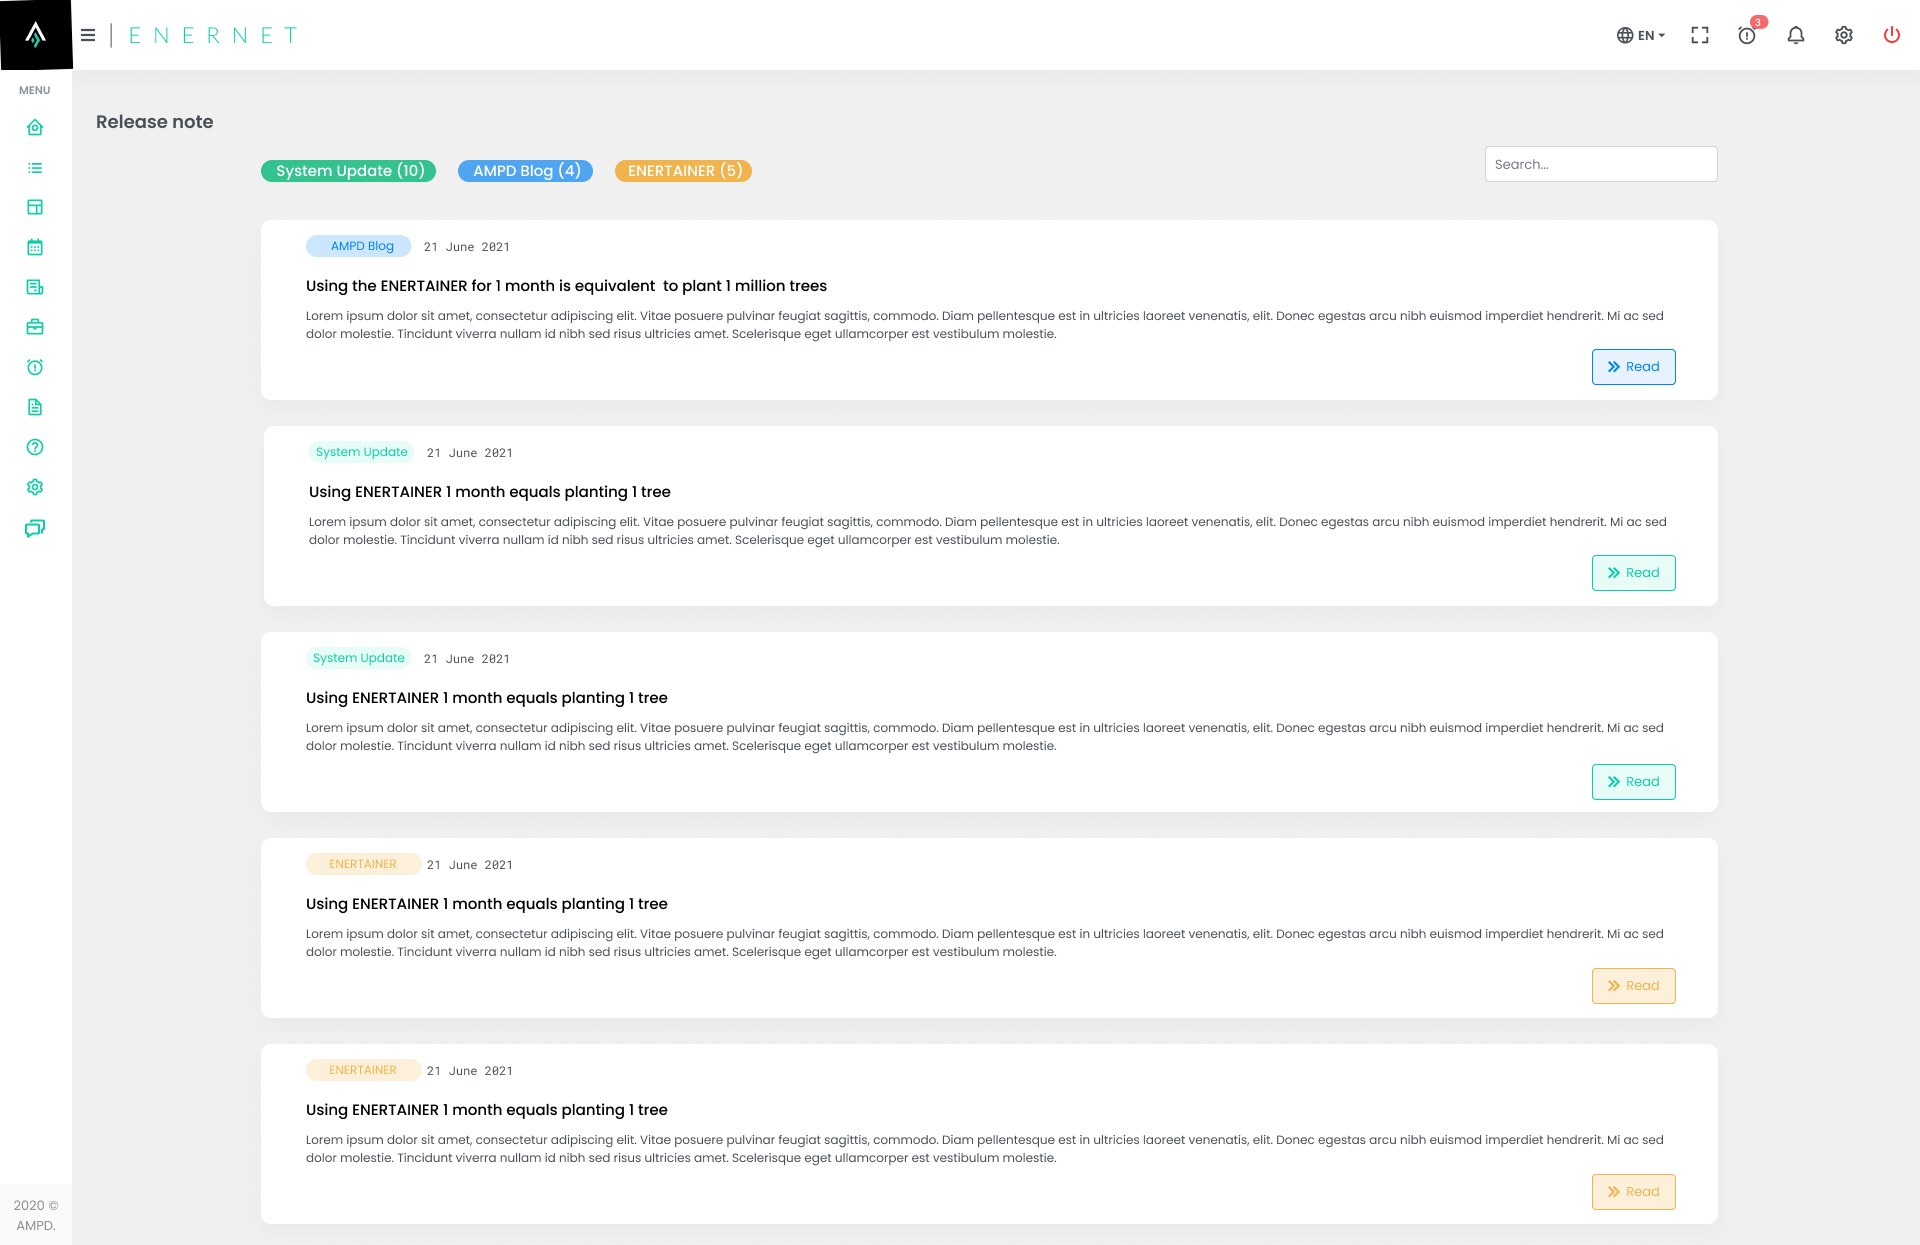 ENERNET
EN
3
MENU
Release note
System Update (10)
AMPD Blog (4)
ENERTAINER (5)
Search...
AMPD Blog
21 June 2021
Using the ENERTAINER for 1 month is equivalent  to plant 1 million trees
Lorem ipsum dolor sit amet, consectetur adipiscing elit. Vitae posuere pulvinar feugiat sagittis, commodo. Diam pellentesque est in ultricies laoreet venenatis, elit. Donec egestas arcu nibh euismod imperdiet hendrerit. Mi ac sed
dolor molestie. Tincidunt viverra nullam id nibh sed risus ultricies amet. Scelerisque eget ullamcorper est vestibulum molestie.
Read
System Update
21 June 2021
Using ENERTAINER 1 month equals planting 1 tree
Lorem ipsum dolor sit amet, consectetur adipiscing elit. Vitae posuere pulvinar feugiat sagittis, commodo. Diam pellentesque est in ultricies laoreet venenatis, elit. Donec egestas arcu nibh euismod imperdiet hendrerit. Mi ac sed
dolor molestie. Tincidunt viverra nullam id nibh sed risus ultricies amet. Scelerisque eget ullamcorper est vestibulum molestie.
Read
System Update
21 June 2021
Using ENERTAINER 1 month equals planting 1 tree
Lorem ipsum dolor sit amet, consectetur adipiscing elit. Vitae posuere pulvinar feugiat sagittis, commodo. Diam pellentesque est in ultricies laoreet venenatis, elit. Donec egestas arcu nibh euismod imperdiet hendrerit. Mi ac sed
dolor molestie. Tincidunt viverra nullam id nibh sed risus ultricies amet. Scelerisque eget ullamcorper est vestibulum molestie.
Read
ENERTAINER
21 June 2021
Using ENERTAINER 1 month equals planting 1 tree
Lorem ipsum dolor sit amet, consectetur adipiscing elit. Vitae posuere pulvinar feugiat sagittis, commodo. Diam pellentesque est in ultricies laoreet venenatis, elit. Donec egestas arcu nibh euismod imperdiet hendrerit. Mi ac sed
dolor molestie. Tincidunt viverra nullam id nibh sed risus ultricies amet. Scelerisque eget ullamcorper est vestibulum molestie.
Read
ENERTAINER
21 June 2021
Using ENERTAINER 1 month equals planting 1 tree
Lorem ipsum dolor sit amet, consectetur adipiscing elit. Vitae posuere pulvinar feugiat sagittis, commodo. Diam pellentesque est in ultricies laoreet venenatis, elit. Donec egestas arcu nibh euismod imperdiet hendrerit. Mi ac sed
dolor molestie. Tincidunt viverra nullam id nibh sed risus ultricies amet. Scelerisque eget ullamcorper est vestibulum molestie.
Read
2020 ©
AMPD.